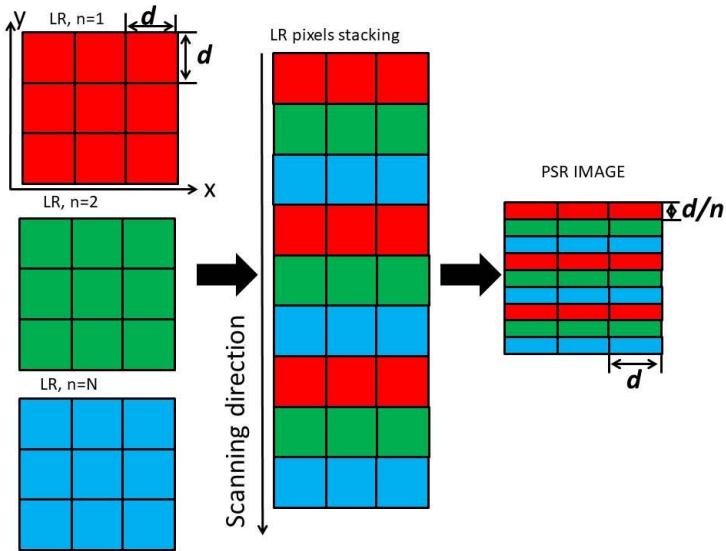 y
LR, n=1
d
d
x
LR, n=2
LR, n=N
LR pixels stacking
Scanning direction
PSR IMAGE
d/n
d